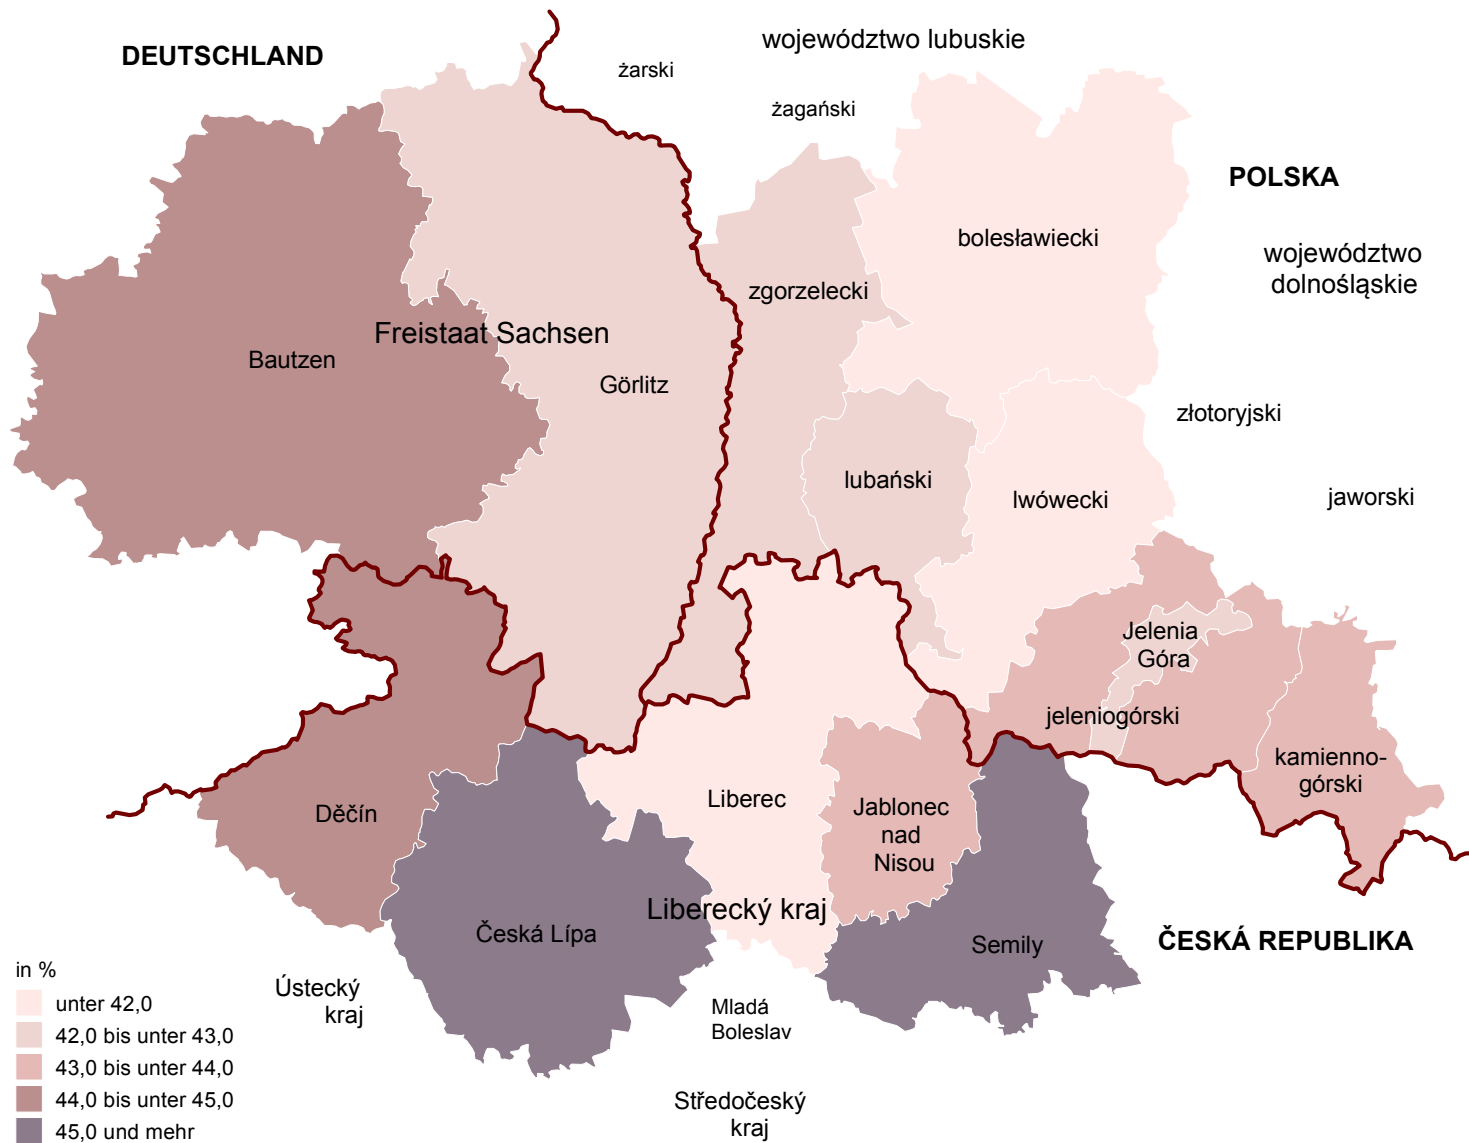 województwo lubuskie
DEUTSCHLAND
żarski
żagański
POLSKA
bolesławiecki
województwo
dolnośląskie
zgorzelecki
Freistaat Sachsen
Bautzen
Görlitz
złotoryjski
lubański
lwówecki
jaworski
Jelenia
Góra
jeleniogórski
kamienno-
górski
Liberec
Děčín
Jablonec
nad
Nisou
Liberecký kraj
Česká Lípa
Semily
ČESKÁ REPUBLIKA
Ústecký
kraj
Mladá
Boleslav
Středočeský
kraj
in %
unter 42,0
42,0 bis unter 43,0
43,0 bis unter 44,0
44,0 bis unter 45,0
45,0 und mehr